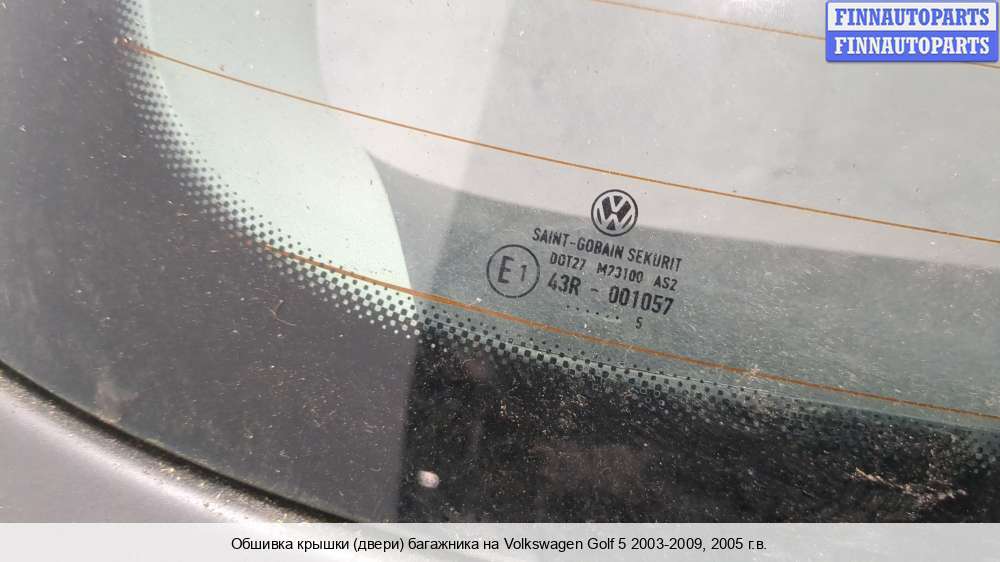 FINNAUTOPARTS
FINNAUTOPARTS
SAINT-GOBAIN SEKURIT
DOT27 M23100 AS2
E1
43R - 001057
...... 5
Обшивка крышки (двери) багажника на Volkswagen Golf 5 2003-2009, 2005 г.в.